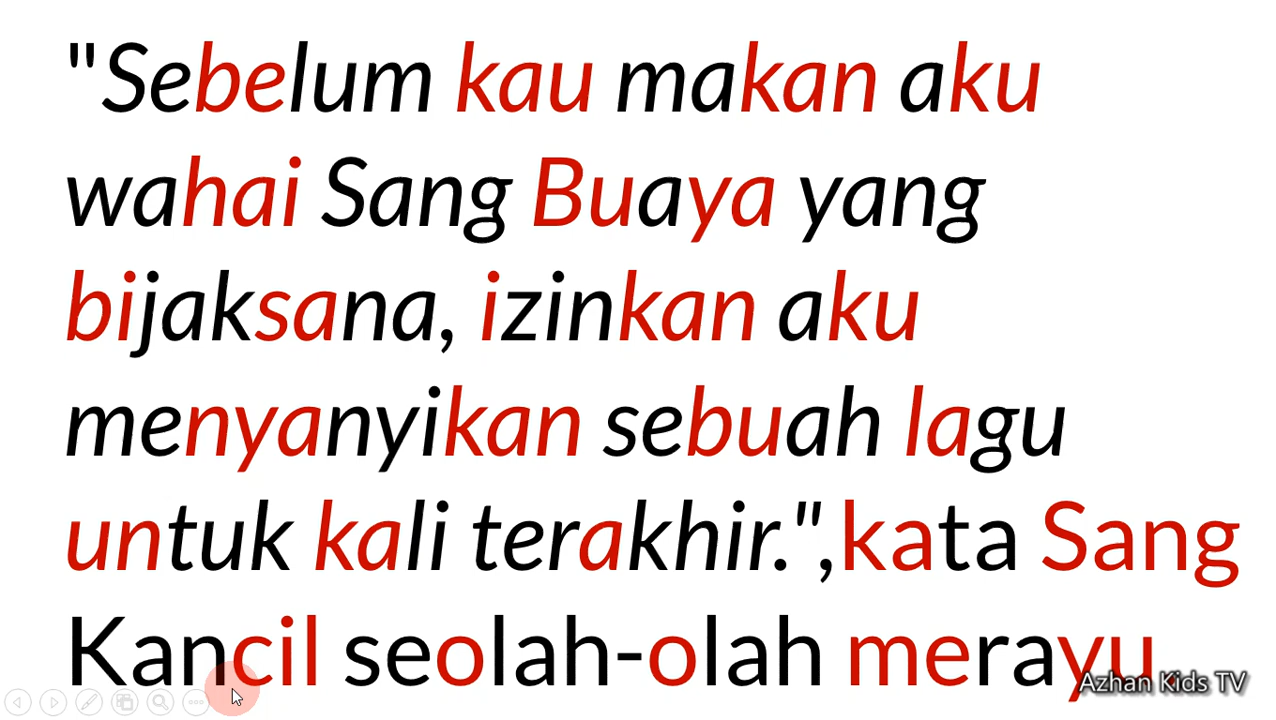 "Sebelum kau makan aku
wahai Sang Buaya yang
bijaksana, izinkan aku
menyanyikan sebuah lagu
untuk kali terakhir.",kata Sang
Kancil seolah-olah merayu.
Azhan Kids TV